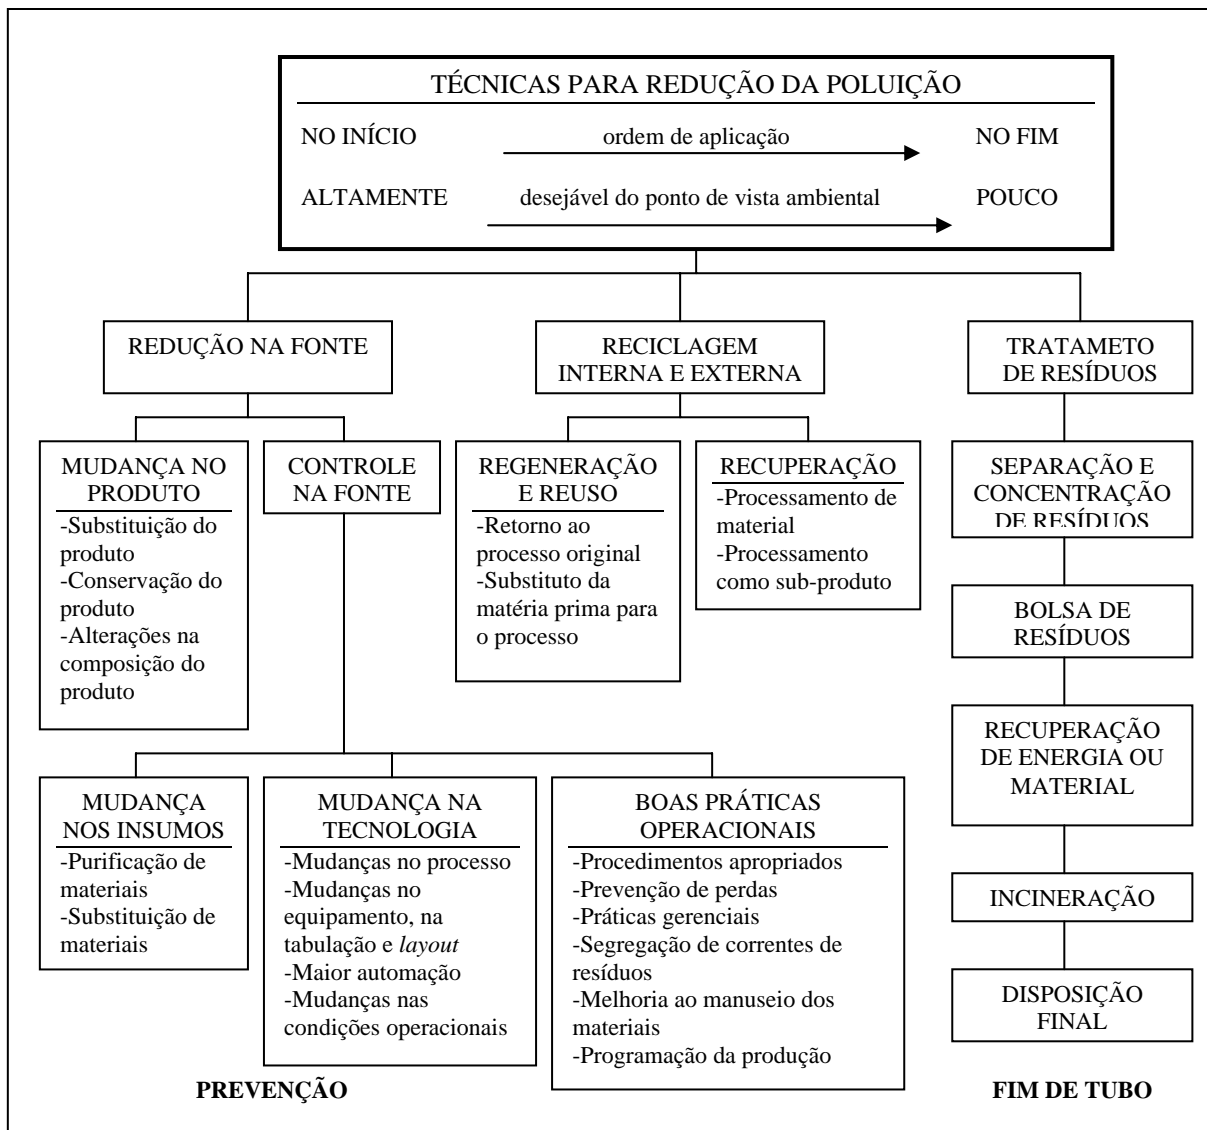 TÉCNICAS PARA REDUÇÃO DA POLUIÇÃO
NO INÍCIO ordem de aplicação NO FIM
ALTAMENTE desejável do ponto de vista ambiental POUCO
REDUÇÃO NA FONTE
RECICLAGEM
INTERNA E EXTERNA
TRATAMETO
DE RESÍDUOS
MUDANÇA NO
PRODUTO
-Substituição do
produto
-Conservação do
produto
-Alterações na
composição do
produto
CONTROLE
NA FONTE
REGENERAÇÃO
E REUSO
-Retorno ao
processo original
-Substituto da
matéria prima para
o processo
RECUPERAÇÃO
-Processamento de
material
-Processamento
como sub-produto
SEPARAÇÃO E
CONCENTRAÇÃO
DE RESÍDUOS
BOLSA DE
RESÍDUOS
RECUPERAÇÃO
DE ENERGIA OU
MATERIAL
INCINERAÇÃO
DISPOSIÇÃO
FINAL
MUDANÇA
NOS INSUMOS
-Purificação de
materiais
-Substituição de
materiais
MUDANÇA NA
TECNOLOGIA
-Mudanças no processo
-Mudanças no
equipamento, na
tabulação e layout
-Maior automação
-Mudanças nas
condições operacionais
BOAS PRÁTICAS
OPERACIONAIS
-Procedimentos apropriados
-Prevenção de perdas
-Práticas gerenciais
-Segregação de correntes de
resíduos
-Melhoria ao manuseio dos
materiais
-Programação da produção
PREVENÇÃO
FIM DE TUBO